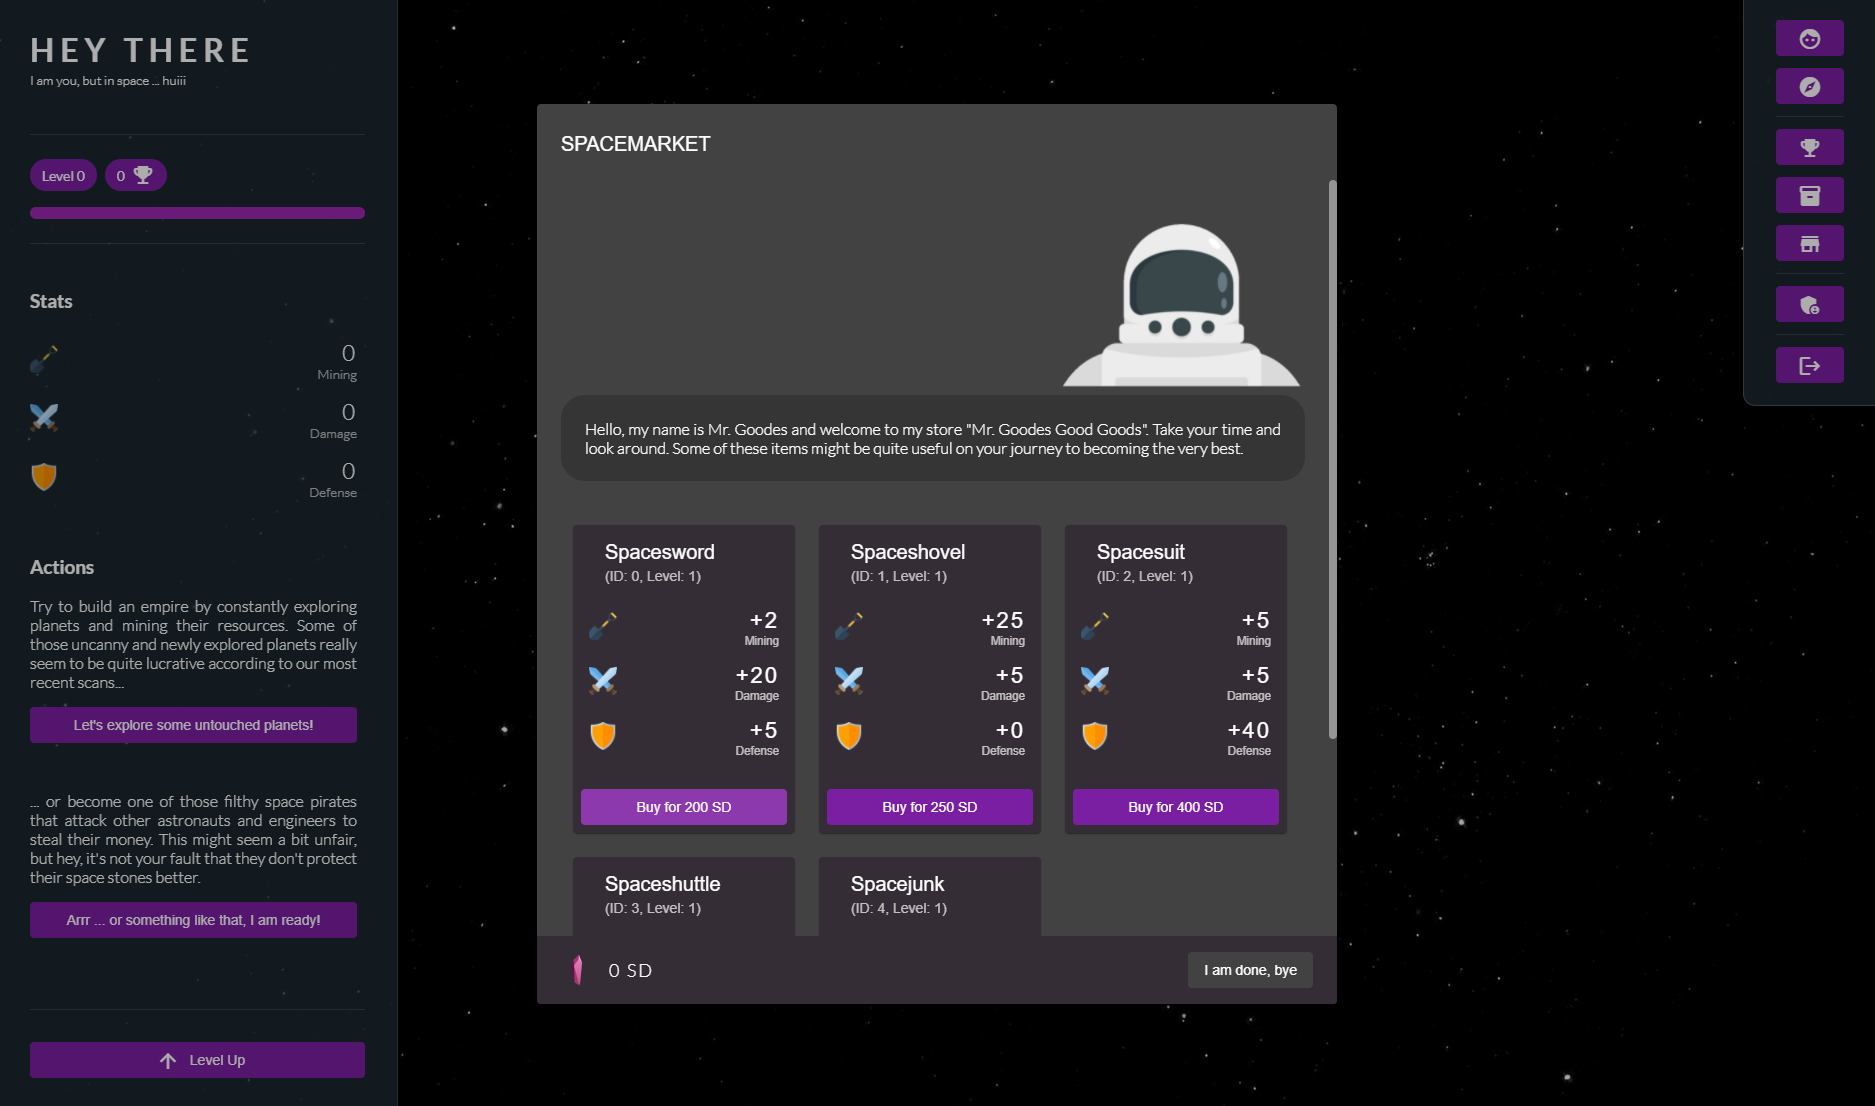 HEY THERE
I am you, but in space ... huiii
Level 0
0
Stats
0
Mining
0
Damage
0
Defense
Actions
Try to build an empire by constantly exploring
planets and mining their resources. Some of
those uncanny and newly explored planets really
seem to be quite lucrative according to our most
recent scans...
Let's explore some untouched planets!
... or become one of those filthy space pirates
that attack other astronauts and engineers to
steal their money. This might seem a bit unfair,
but hey, it's not your fault that they don't protect
their space stones better.
Arrr ... or something like that, I am ready!
Level Up
SPACEMARKET
Hello, my name is Mr. Goodes and welcome to my store "Mr. Goodes Good Goods". Take your time and
look around. Some of these items might be quite useful on your journey to becoming the very best.
Spacesword
(ID: 0, Level: 1)
+2
Mining
+20
Damage
+5
Defense
Buy for 200 SD
Spaceshovel
(ID: 1, Level: 1)
+25
Mining
+5
Damage
+0
Defense
Buy for 250 SD
Spacesuit
(ID: 2, Level: 1)
+5
Mining
+5
Damage
+40
Defense
Buy for 400 SD
Spaceshuttle
(ID: 3, Level: 1)
Spacejunk
(ID: 4, Level: 1)
0 SD
I am done, bye